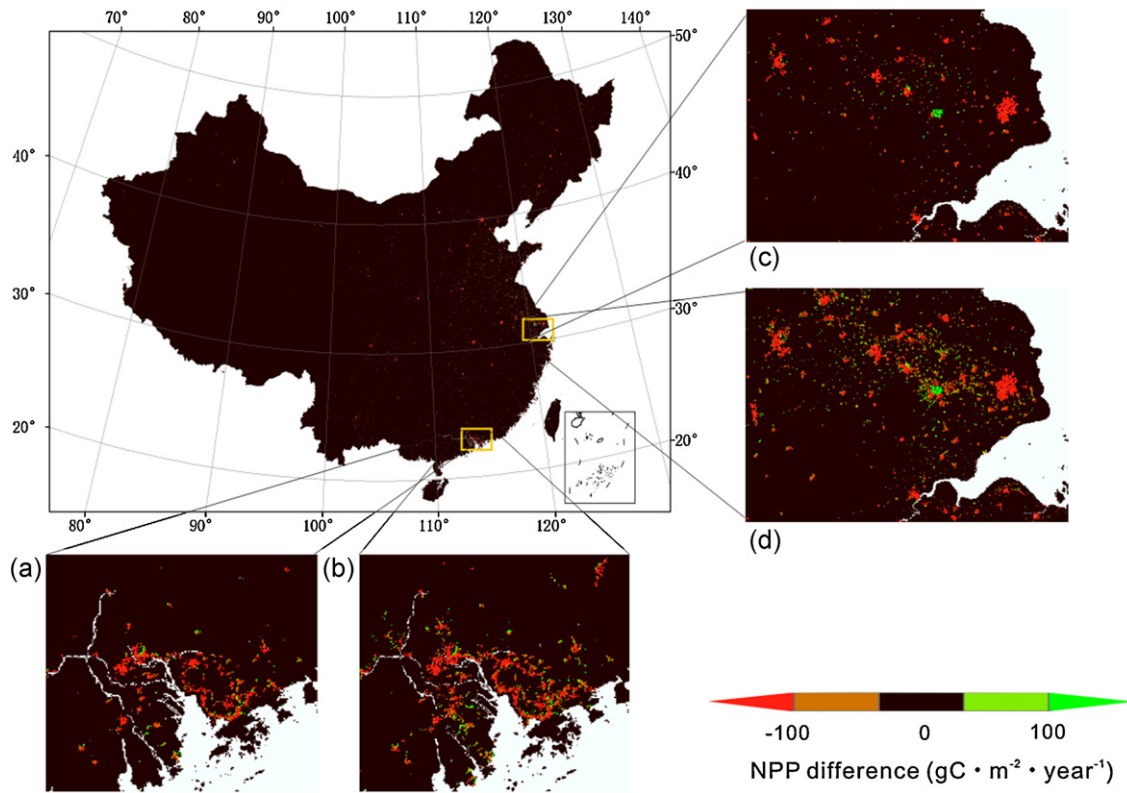 70° 80° 90° 100° 110° 120° 130° 140°
50°
40° 40°
30° 30°
20° 20°
80° 90° 100° 110° 120°
(c)
(d)
(a) (b)
-100 0 100
NPP difference (gC · m⁻² · year⁻¹)